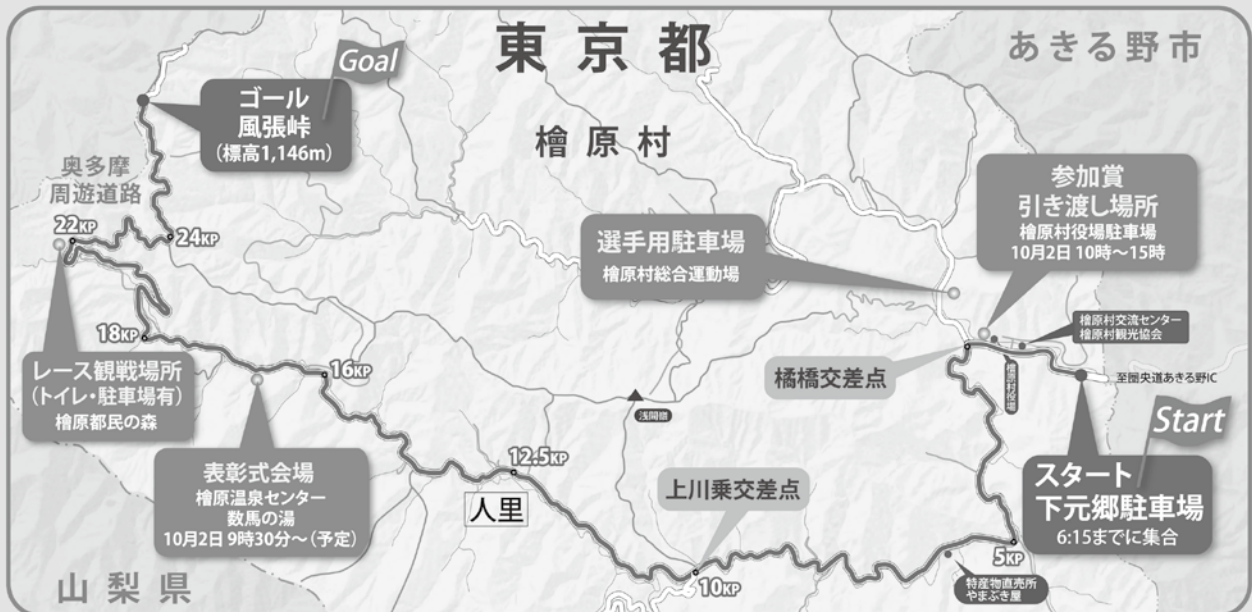 東京都
あきる野市
Goal
ゴール
風張峠
(標高1,146m)
檜原村
奥多摩
周遊道路
22KP
24KP
参加賞
引き渡し場所
檜原村役場駐車場
10月2日 10時〜15時
選手用駐車場
檜原村総合運動場
檜原村交流センター
檜原村観光協会
18KP
16KP
レース観戦場所
(トイレ・駐車場有)
檜原都民の森
橘橋交差点
檜原村役場
至圏央道あきる野IC
浅間嶺
Start
スタート
下元郷駐車場
6:15までに集合
12.5KP
表彰式会場
檜原温泉センター
数馬の湯
10月2日 9時30分〜(予定)
人里
上川乗交差点
5KP
10KP
特産物直売所
やまぶき屋
山梨県